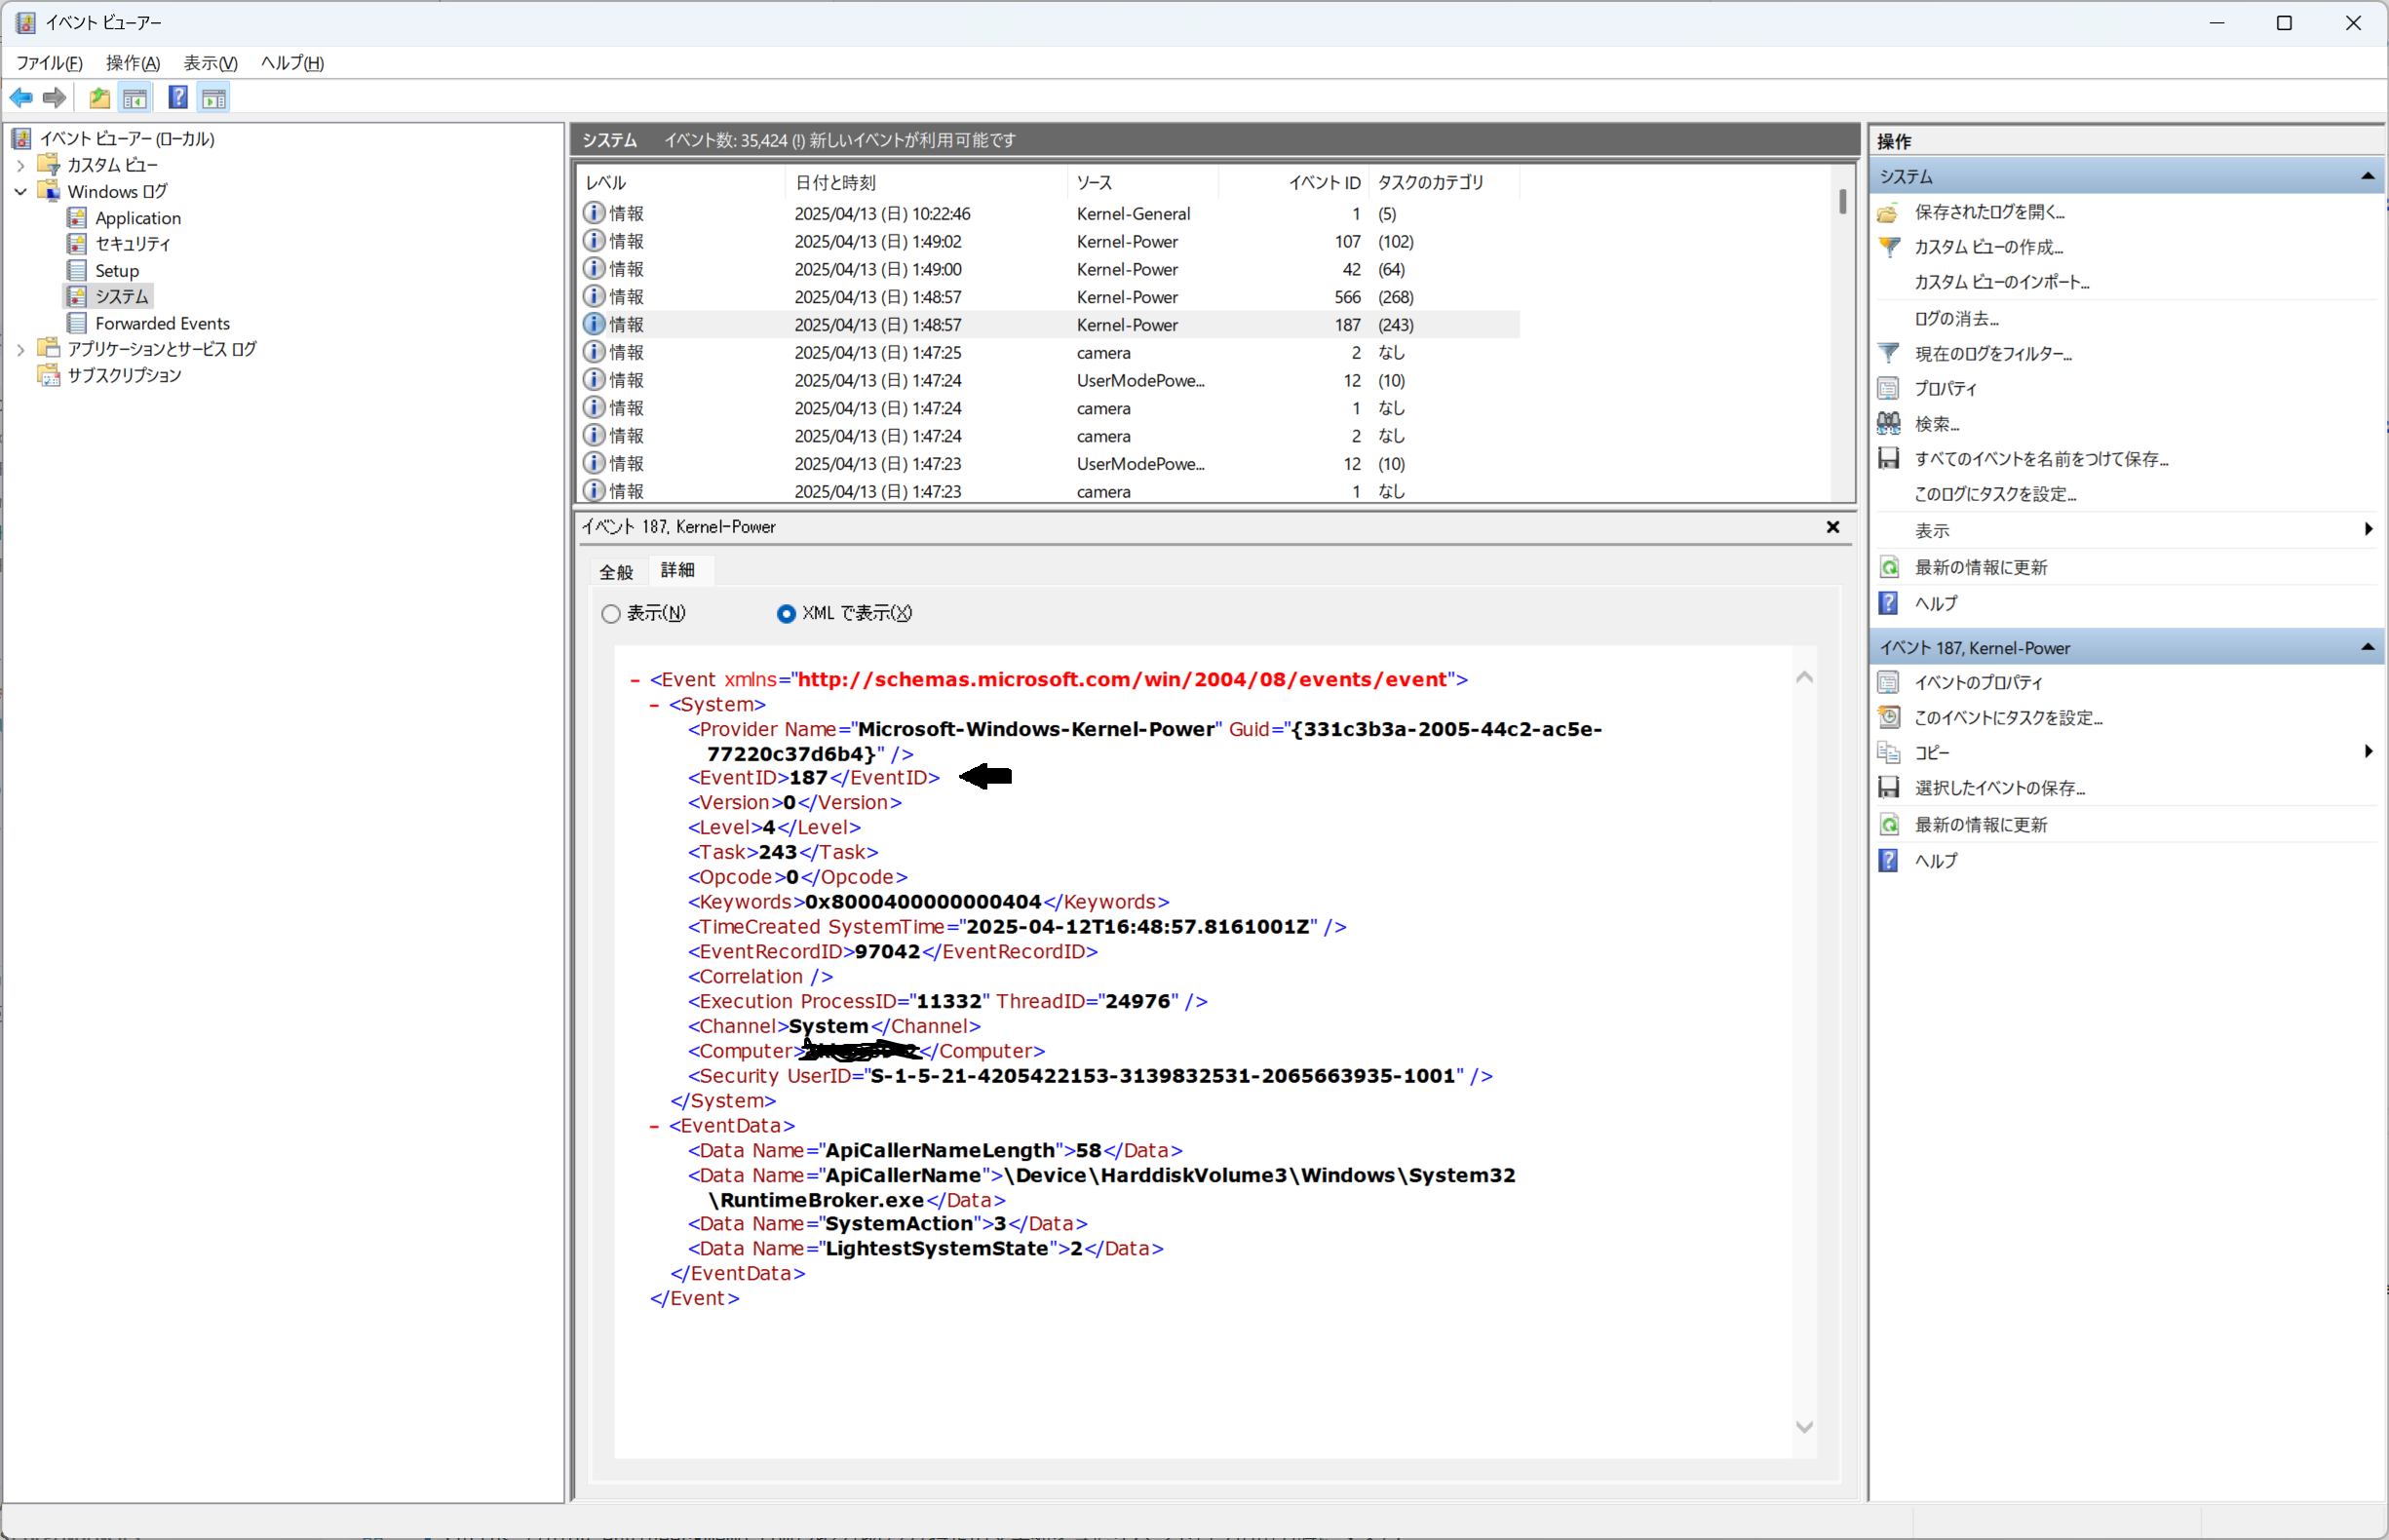 イベント ビューアー
ファイル(F) 操作(A) 表示(V) ヘルプ(H)
イベント ビューアー (ローカル)
カスタム ビュー
Windows ログ
Application
セキュリティ
Setup
システム
Forwarded Events
アプリケーションとサービス ログ
サブスクリプション
システム イベント数: 35,424 (!) 新しいイベントが利用可能です
レベル 日付と時刻 ソース イベント ID タスクのカテゴリ
情報 2025/04/13 (日) 10:22:46 Kernel-General 1 (5)
情報 2025/04/13 (日) 1:49:02 Kernel-Power 107 (102)
情報 2025/04/13 (日) 1:49:00 Kernel-Power 42 (64)
情報 2025/04/13 (日) 1:48:57 Kernel-Power 566 (268)
情報 2025/04/13 (日) 1:48:57 Kernel-Power 187 (243)
情報 2025/04/13 (日) 1:47:25 camera 2 なし
情報 2025/04/13 (日) 1:47:24 UserModePowe... 12 (10)
情報 2025/04/13 (日) 1:47:24 camera 1 なし
情報 2025/04/13 (日) 1:47:24 camera 2 なし
情報 2025/04/13 (日) 1:47:23 UserModePowe... 12 (10)
情報 2025/04/13 (日) 1:47:23 camera 1 なし
イベント 187, Kernel-Power
全般 詳細
表示(N) XML で表示(X)
- <Event xmlns="http://schemas.microsoft.com/win/2004/08/events/event">
- <System>
<Provider Name="Microsoft-Windows-Kernel-Power" Guid="{331c3b3a-2005-44c2-ac5e-
77220c37d6b4}" />
<EventID>187</EventID>
<Version>0</Version>
<Level>4</Level>
<Task>243</Task>
<Opcode>0</Opcode>
<Keywords>0x8000400000000404</Keywords>
<TimeCreated SystemTime="2025-04-12T16:48:57.8161001Z" />
<EventRecordID>97042</EventRecordID>
<Correlation />
<Execution ProcessID="11332" ThreadID="24976" />
<Channel>System</Channel>
<Computer></Computer>
<Security UserID="S-1-5-21-4205422153-3139832531-2065663935-1001" />
</System>
- <EventData>
<Data Name="ApiCallerNameLength">58</Data>
<Data Name="ApiCallerName">\Device\HarddiskVolume3\Windows\System32
\RuntimeBroker.exe</Data>
<Data Name="SystemAction">3</Data>
<Data Name="LightestSystemState">2</Data>
</EventData>
</Event>
操作
システム
保存されたログを開く...
カスタム ビューの作成...
カスタム ビューのインポート...
ログの消去...
現在のログをフィルター...
プロパティ
検索...
すべてのイベントを名前をつけて保存...
このログにタスクを設定...
表示
最新の情報に更新
ヘルプ
イベント 187, Kernel-Power
イベントのプロパティ
このイベントにタスクを設定...
コピー
選択したイベントの保存...
最新の情報に更新
ヘルプ